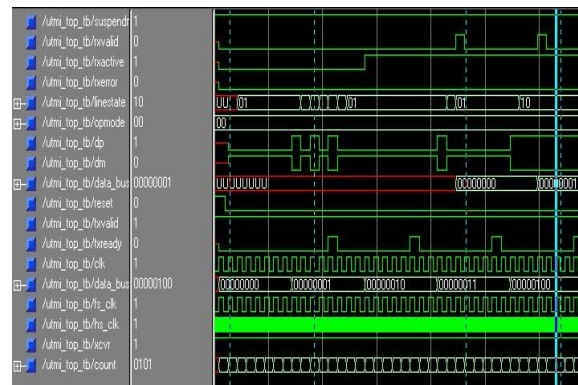 /utmi_top_tb/suspendn 1
/utmi_top_tb/rxvalid 0
/utmi_top_tb/rxactive 1
/utmi_top_tb/rxerror 0
/utmi_top_tb/linestate 10 UU 01 01 01 10
/utmi_top_tb/opmode 00 00
/utmi_top_tb/dp 1
/utmi_top_tb/dm 0
/utmi_top_tb/data_bus 00000001 UUUUUUUU 00000000 00000001
/utmi_top_tb/reset 0
/utmi_top_tb/txvalid 1
/utmi_top_tb/txready 0
/utmi_top_tb/clk 1
/utmi_top_tb/data_bus 00000100 00000000 00000001 00000010 00000011 00000100
/utmi_top_tb/fs_clk 1
/utmi_top_tb/hs_clk 1
/utmi_top_tb/xcvr 1
/utmi_top_tb/count 0101